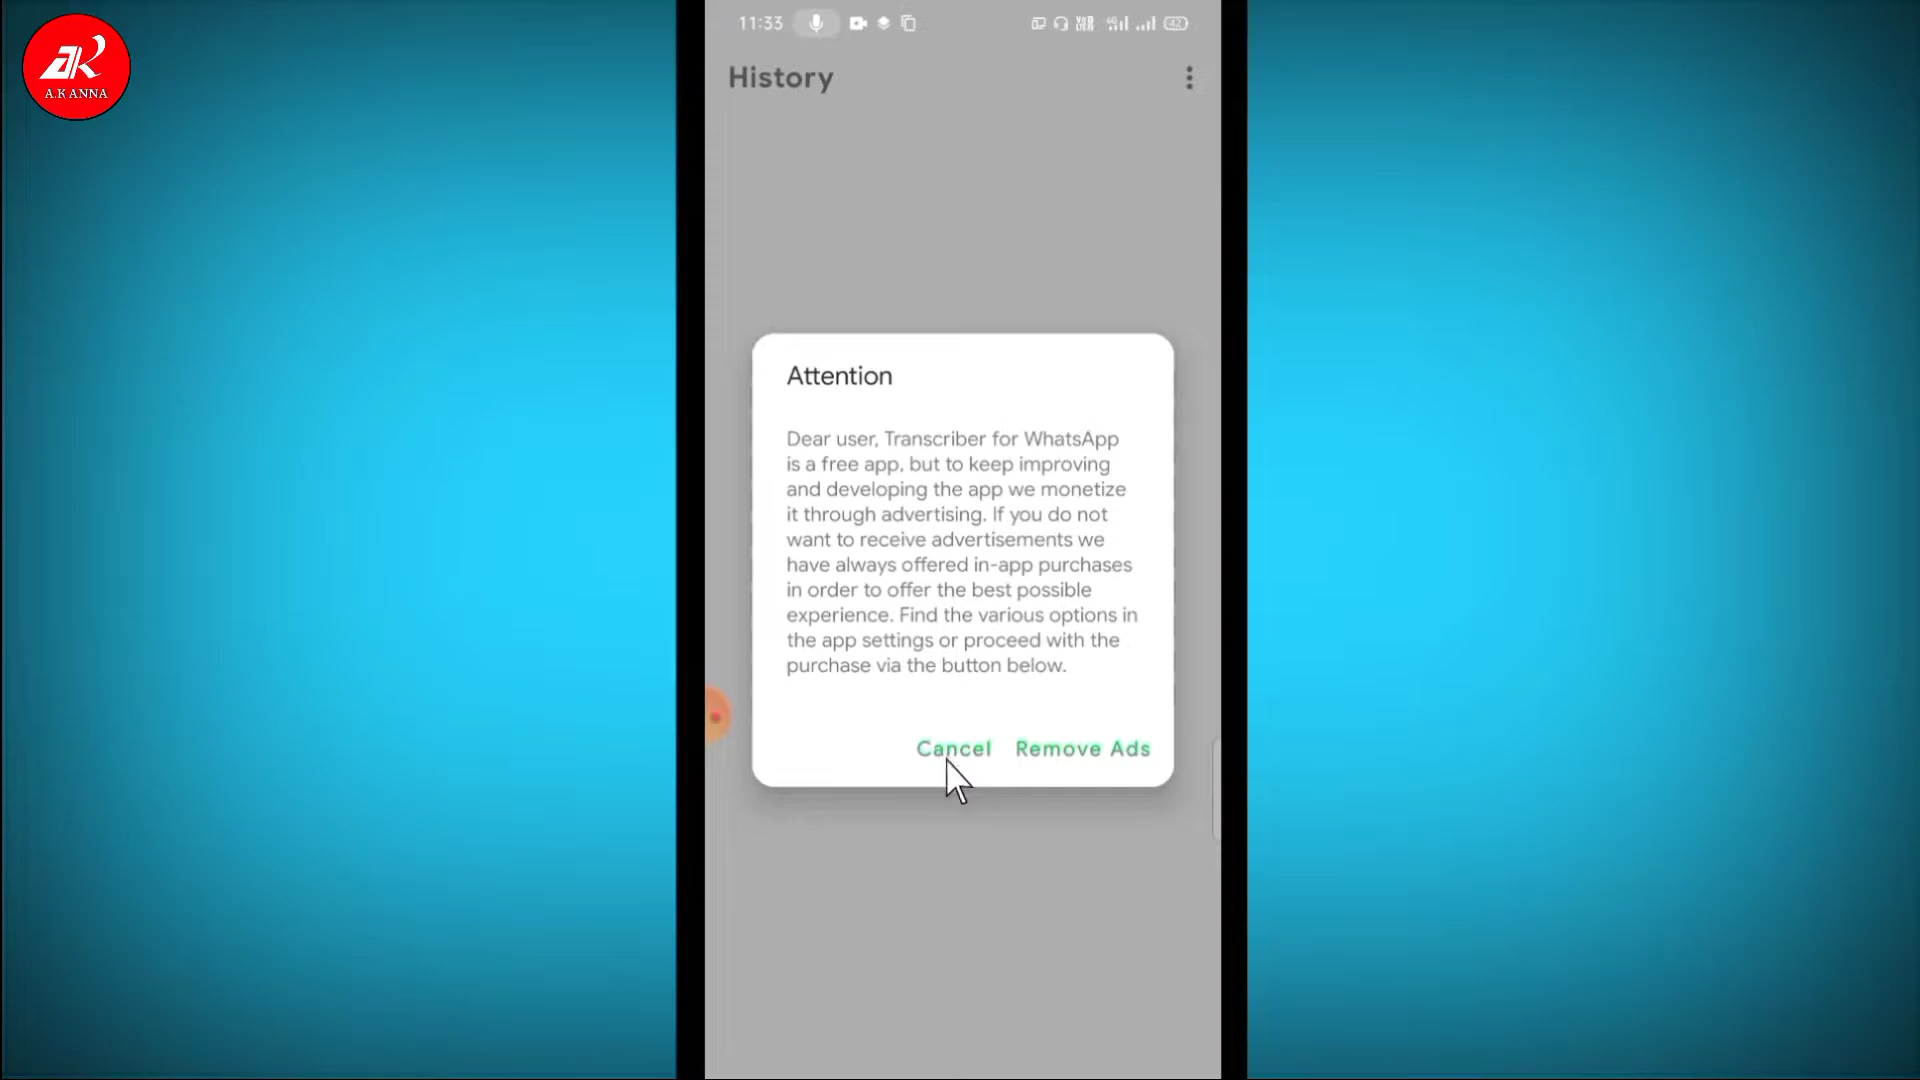 11:33
42
AR
A.K ANNA
History
Attention
Dear user, Transcriber for WhatsApp
is a free app, but to keep improving
and developing the app we monetize
it through advertising. If you do not
want to receive advertisements we
have always offered in-app purchases
in order to offer the best possible
experience. Find the various options in
the app settings or proceed with the
purchase via the button below.
Cancel Remove Ads